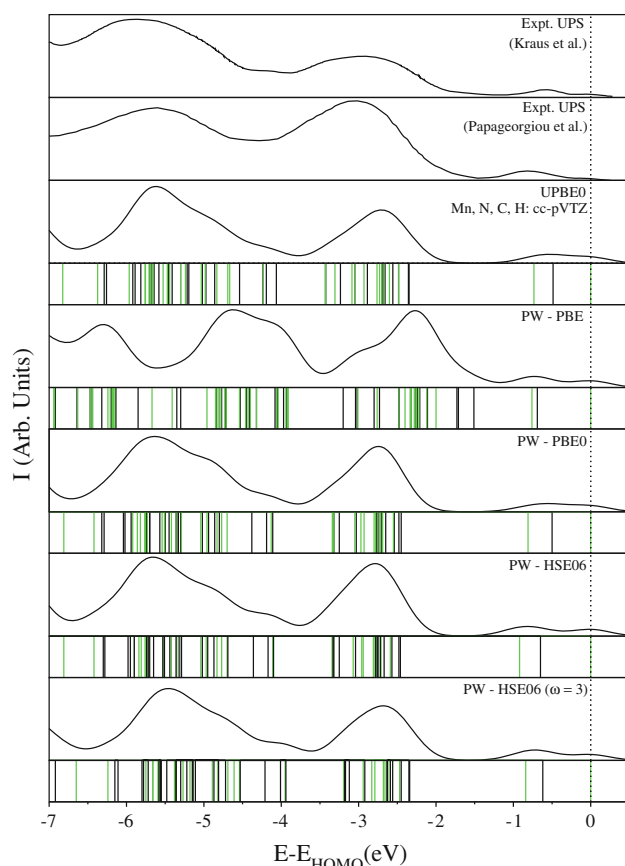 Expt. UPS
(Kraus et al.)
Expt. UPS
(Papageorgiou et al.)
UPBE0
Mn, N, C, H: cc-pVTZ
PW - PBE
PW - PBE0
PW - HSE06
PW - HSE06 (ω = 3)
I (Arb. Units)
-7 -6 -5 -4 -3 -2 -1 0
E-E_HOMO(eV)